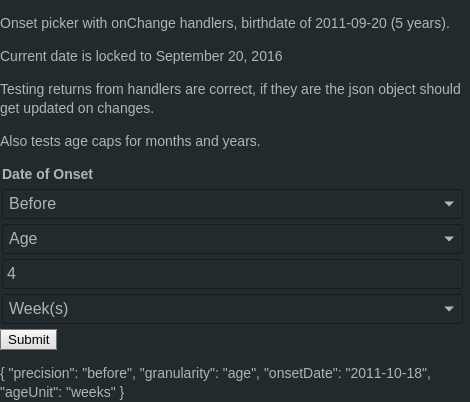 Onset picker with onChange handlers, birthdate of 2011-09-20 (5 years).
Current date is locked to September 20, 2016
Testing returns from handlers are correct, if they are the json object should
get updated on changes.
Also tests age caps for months and years.
Date of Onset
Before
Age
4
Week(s)
Submit
{ "precision": "before", "granularity": "age", "onsetDate": "2011-10-18",
"ageUnit": "weeks" }